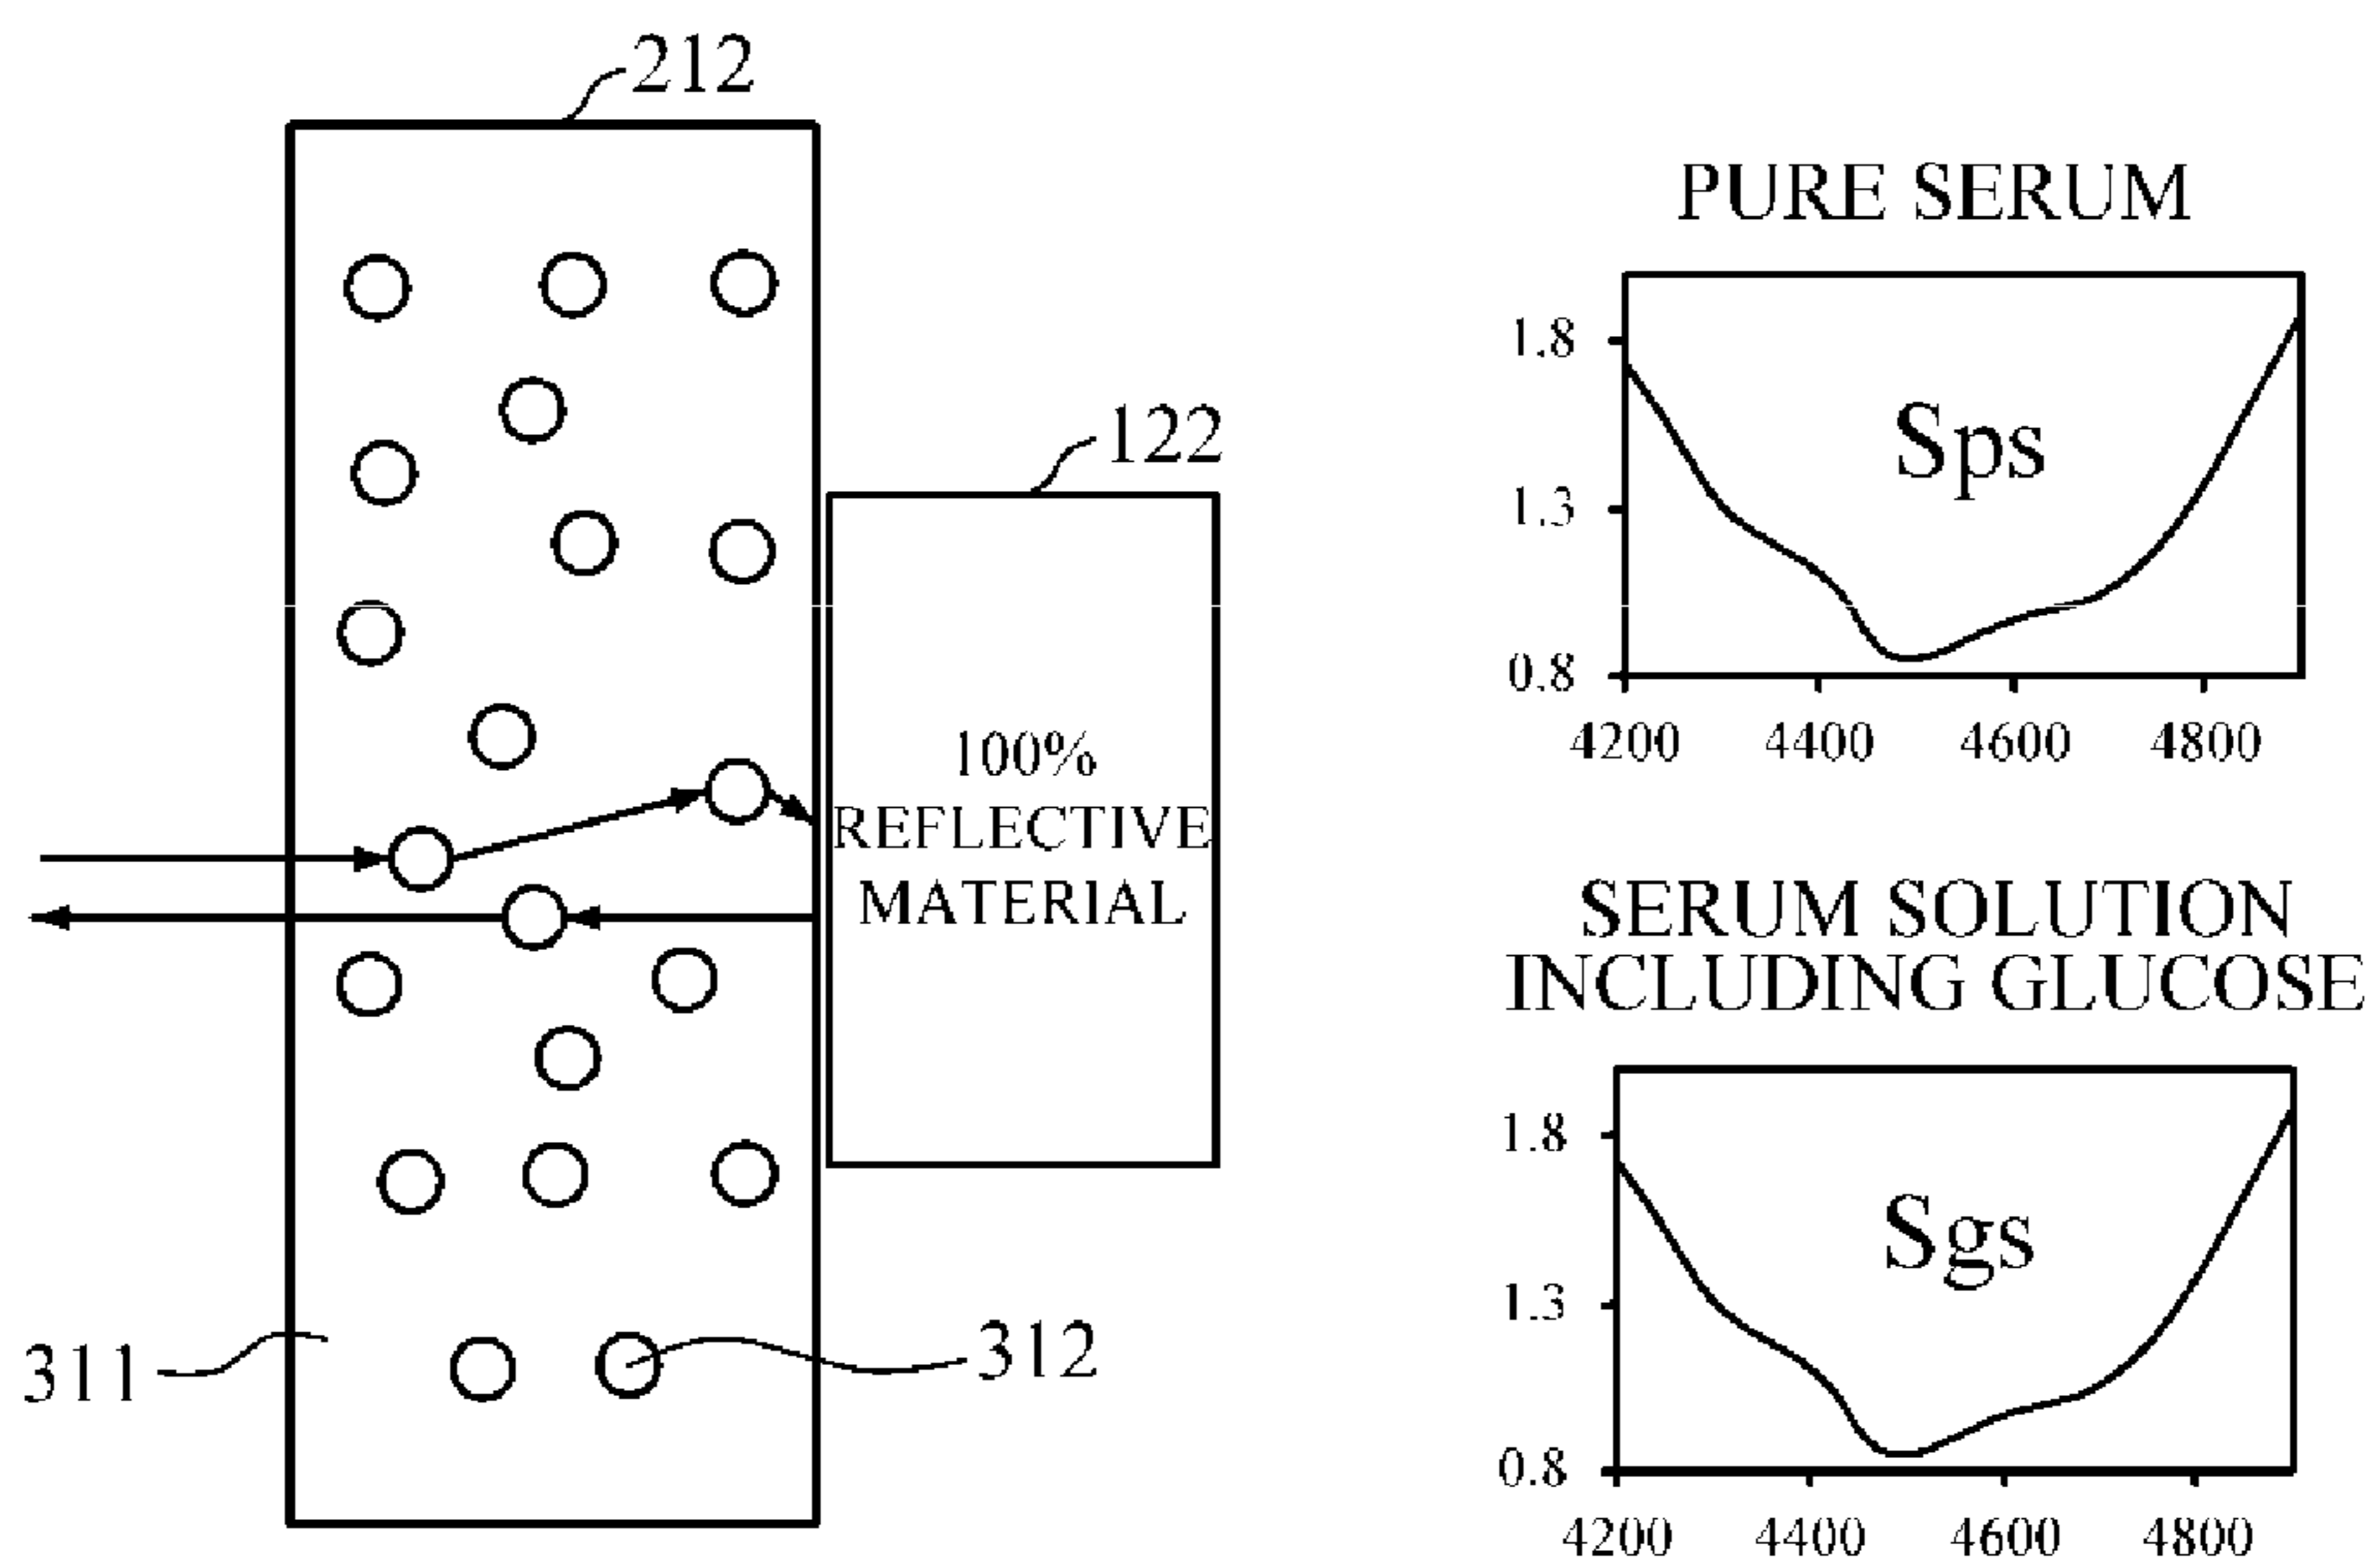 212
122
100%
REFLECTIVE
MATERIAL
311
312
PURE SERUM
1.8
1.3
0.8
Sps
4200 4400 4600 4800
SERUM SOLUTION
INCLUDING GLUCOSE
1.8
1.3
0.8
Sgs
4200 4400 4600 4800